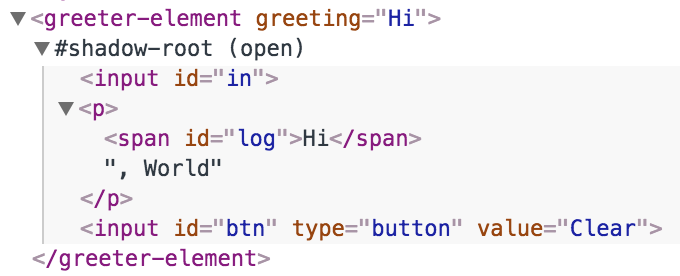 <greeter-element greeting="Hi">
#shadow-root (open)
<input id="in">
<p>
<span id="log">Hi</span>
", World"
</p>
<input id="btn" type="button" value="Clear">
</greeter-element>